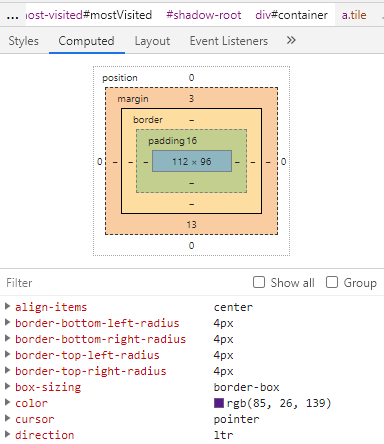 ... ost-visited#mostVisited #shadow-root div#container a.tile
Styles Computed Layout Event Listeners »
position 0
margin 3
border –
padding 16
0 – – – 112 × 96 – – – 0
–
–
13
0
Filter Show all Group
align-items center
border-bottom-left-radius 4px
border-bottom-right-radius 4px
border-top-left-radius 4px
border-top-right-radius 4px
box-sizing border-box
color rgb(85, 26, 139)
cursor pointer
direction ltr